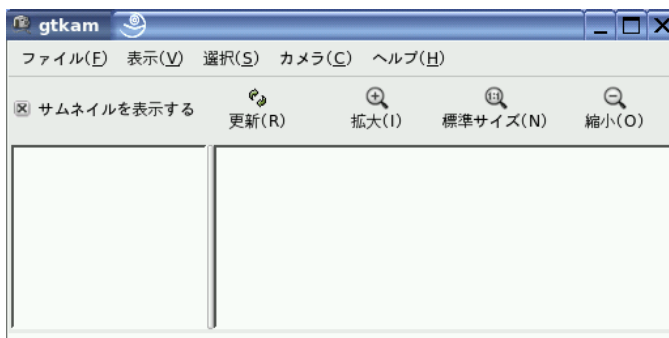 gtkam
ファイル(F) 表示(V) 選択(S) カメラ(C) ヘルプ(H)
サムネイルを表示する 更新(R) 拡大(I) 標準サイズ(N) 縮小(O)